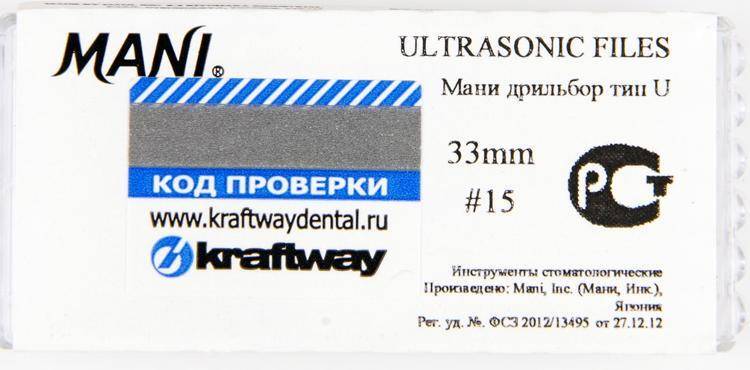 MANI®
ULTRASONIC FILES
Мани дрильбор тип U
33mm
#15
РСТ
КОД ПРОВЕРКИ
www.kraftwaydental.ru
kraftway
Инструменты стоматологические
Произведено: Mani, Inc. (Мани, Инк.),
Япония
Рег. уд. №. ФСЗ 2012/13495 от 27.12.12